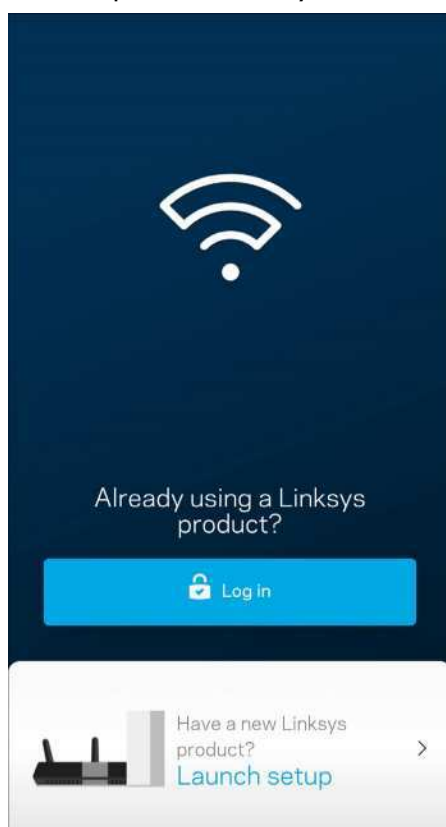 Already using a Linksys
product?
Log in
Have a new Linksys
product?
Launch setup